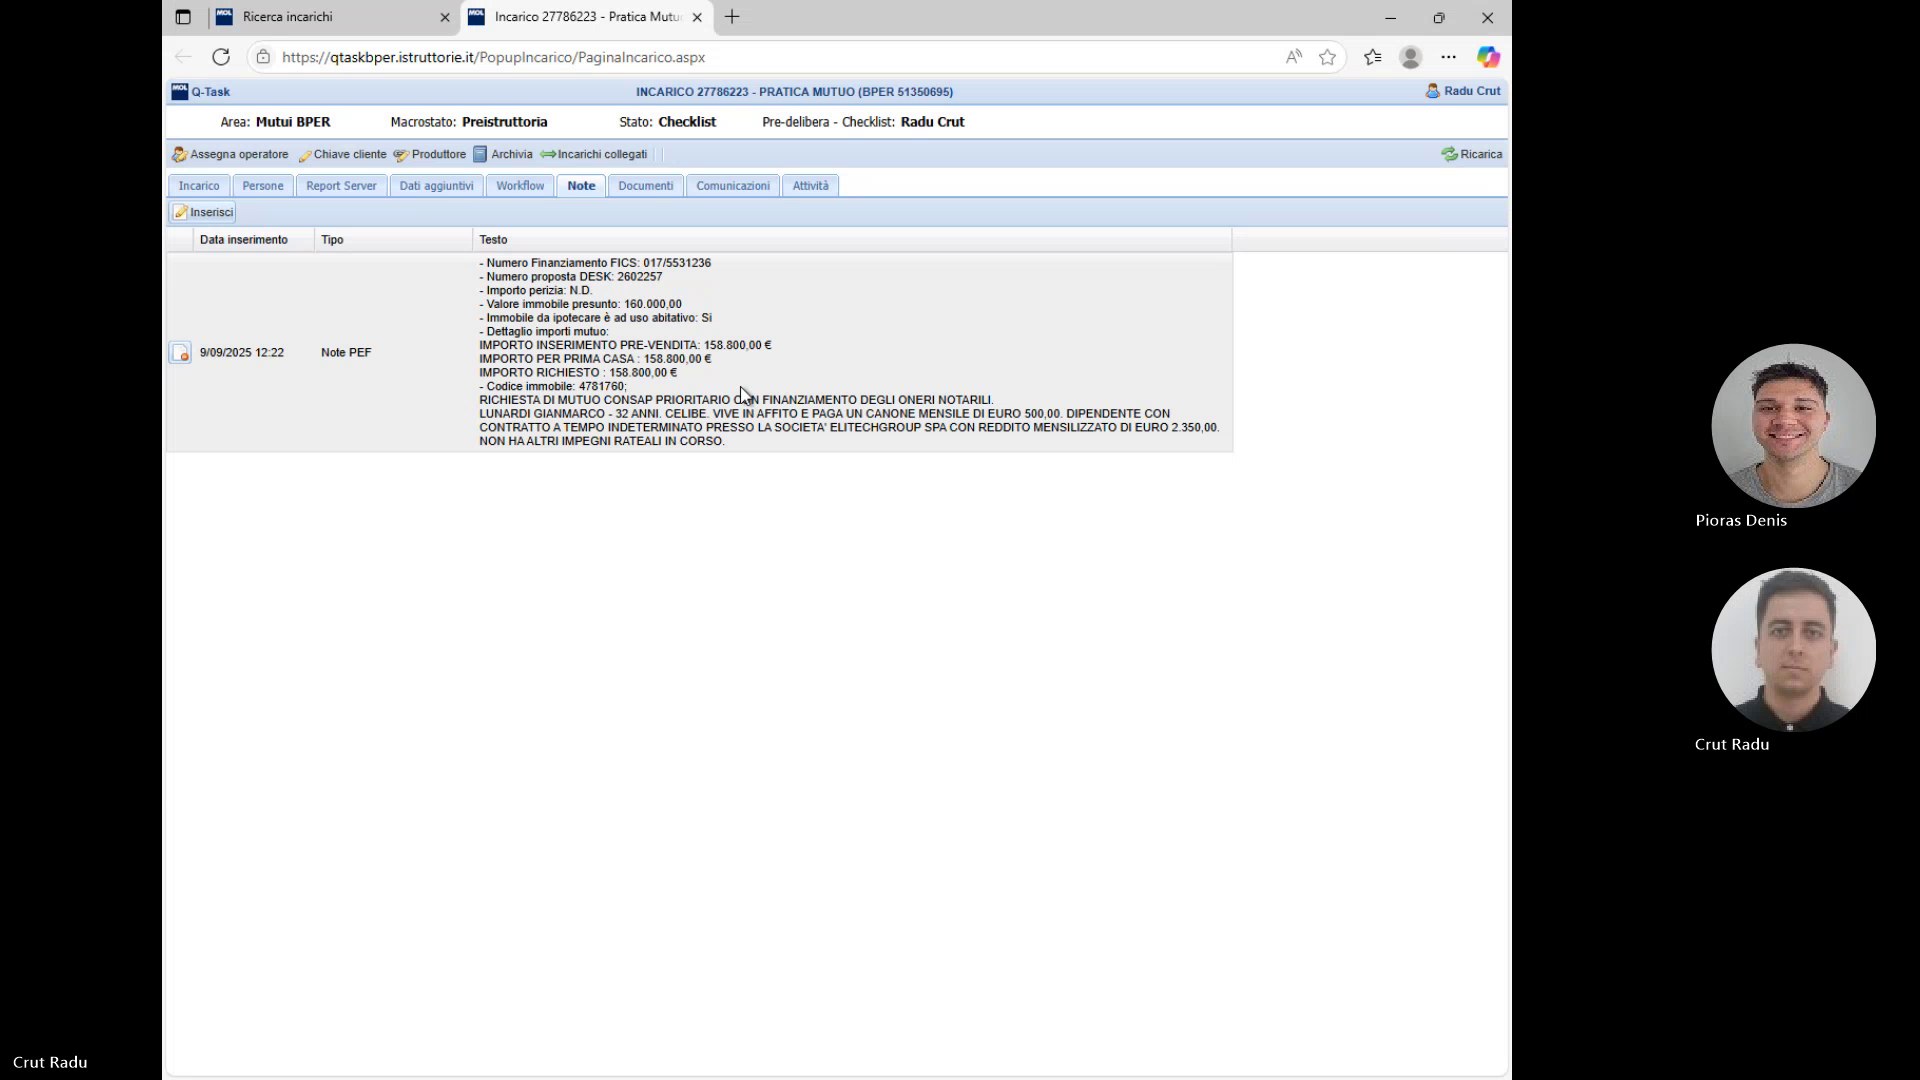 Ricerca incarichi
Incarico 27786223 - Pratica Mutu
https://qtaskbper.istruttorie.it/PopupIncarico/PaginaIncarico.aspx
MOL Q-Task
INCARICO 27786223 - PRATICA MUTUO (BPER 51350695)
Radu Crut
Area: Mutui BPER Macrostato: Preistruttoria Stato: Checklist Pre-delibera - Checklist: Radu Crut
Assegna operatore Chiave cliente Produttore Archivia Incarichi collegati Ricarica
Incarico Persone Report Server Dati aggiuntivi Workflow Note Documenti Comunicazioni Attività
Inserisci
Data inserimento Tipo Testo
9/09/2025 12:22 Note PEF
- Numero Finanziamento FICS: 017/5531236
- Numero proposta DESK: 2602257
- Importo perizia: N.D.
- Valore immobile presunto: 160.000,00
- Immobile da ipotecare è ad uso abitativo: Si
- Dettaglio importi mutuo:
IMPORTO INSERIMENTO PRE-VENDITA: 158.800,00 €
IMPORTO PER PRIMA CASA : 158.800,00 €
IMPORTO RICHIESTO : 158.800,00 €
- Codice immobile: 4781760;
RICHIESTA DI MUTUO CONSAP PRIORITARIO CON FINANZIAMENTO DEGLI ONERI NOTARILI.
LUNARDI GIANMARCO - 32 ANNI. CELIBE. VIVE IN AFFITO E PAGA UN CANONE MENSILE DI EURO 500,00. DIPENDENTE CON
CONTRATTO A TEMPO INDETERMINATO PRESSO LA SOCIETA' ELITECHGROUP SPA CON REDDITO MENSILIZZATO DI EURO 2.350,00.
NON HA ALTRI IMPEGNI RATEALI IN CORSO.
Pioras Denis
Crut Radu
Crut Radu